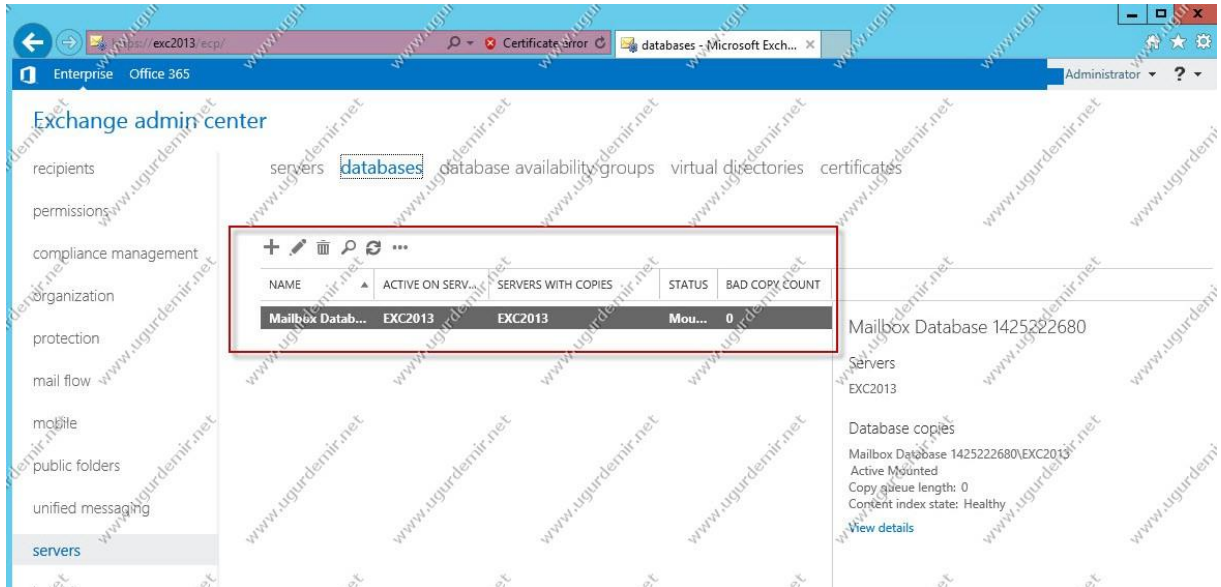 https://exc2013/ecp/
Certificate error
databases - Microsoft Exch...
Enterprise Office 365
Administrator ?
Exchange admin center
servers databases database availability groups virtual directories certificates
recipients
permissions
compliance management
organization
protection
mail flow
mobile
public folders
unified messaging
servers
NAME ACTIVE ON SERV... SERVERS WITH COPIES STATUS BAD COPY COUNT
Mailbox Datab... EXC2013 EXC2013 Mou... 0
Mailbox Database 1425222680
Servers
EXC2013
Database copies
Mailbox Database 1425222680\EXC2013
Active Mounted
Copy queue length: 0
Content index state: Healthy
View details
www.ugurdemir.net